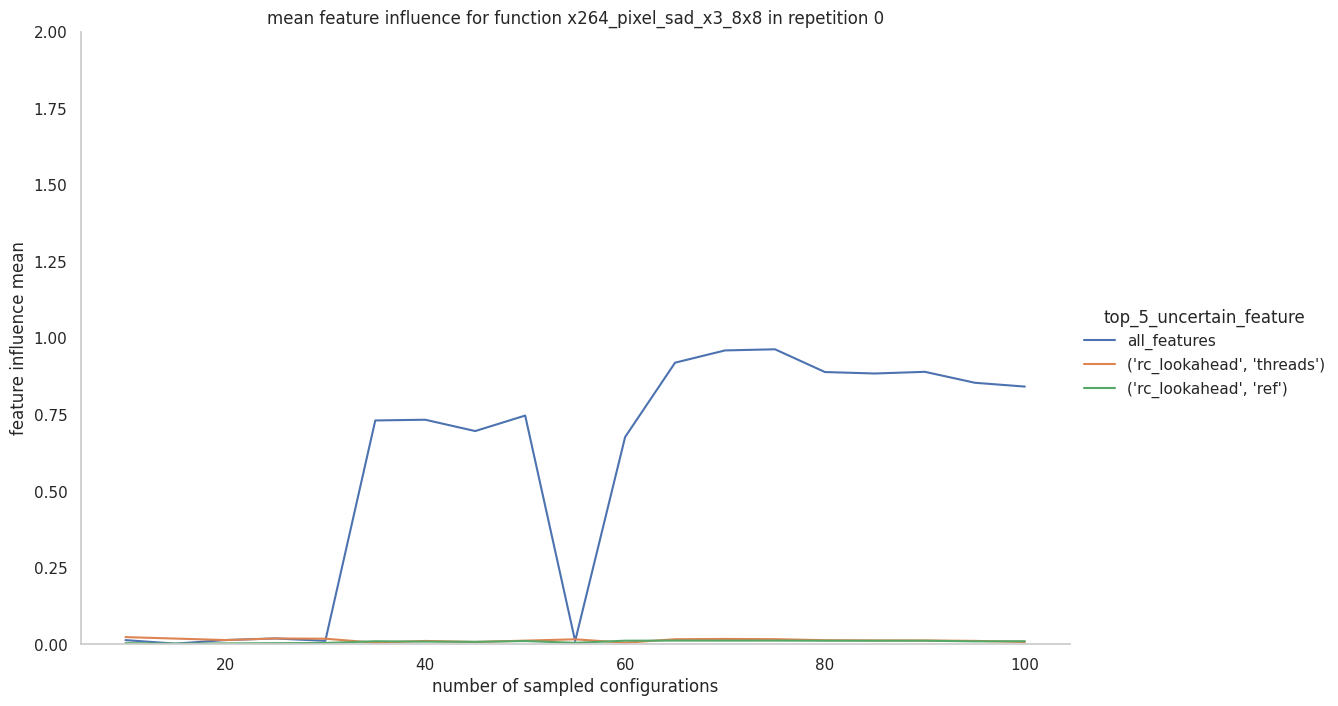 mean feature influence for function x264_pixel_sad_x3_8x8 in repetition 0
2.00
1.75
1.50
1.25
1.00
0.75
0.50
0.25
0.00
feature influence mean
20 40 60 80 100
number of sampled configurations
top_5_uncertain_feature
all_features
('rc_lookahead', 'threads')
('rc_lookahead', 'ref')